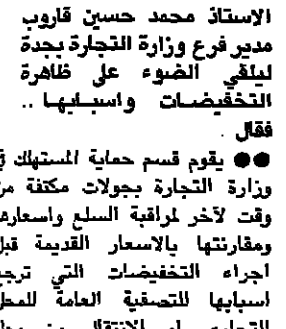 الاستاذ محمد حسين قاروب
مدير فرع وزارة التجارة بجدة
ليلقي الضوء على ظاهرة
التخفيضات واسبابها ..
فقال .
●● يقوم قسم حماية المستهلك في
وزارة التجارة بجولات مكثفة من
وقت لآخر لمراقبة السلع واسعارها
ومقارنتها بالاسعار القديمة قبل
اجراء التخفيضات التي ترجع
اسبابها للتصفية العامة للمحل